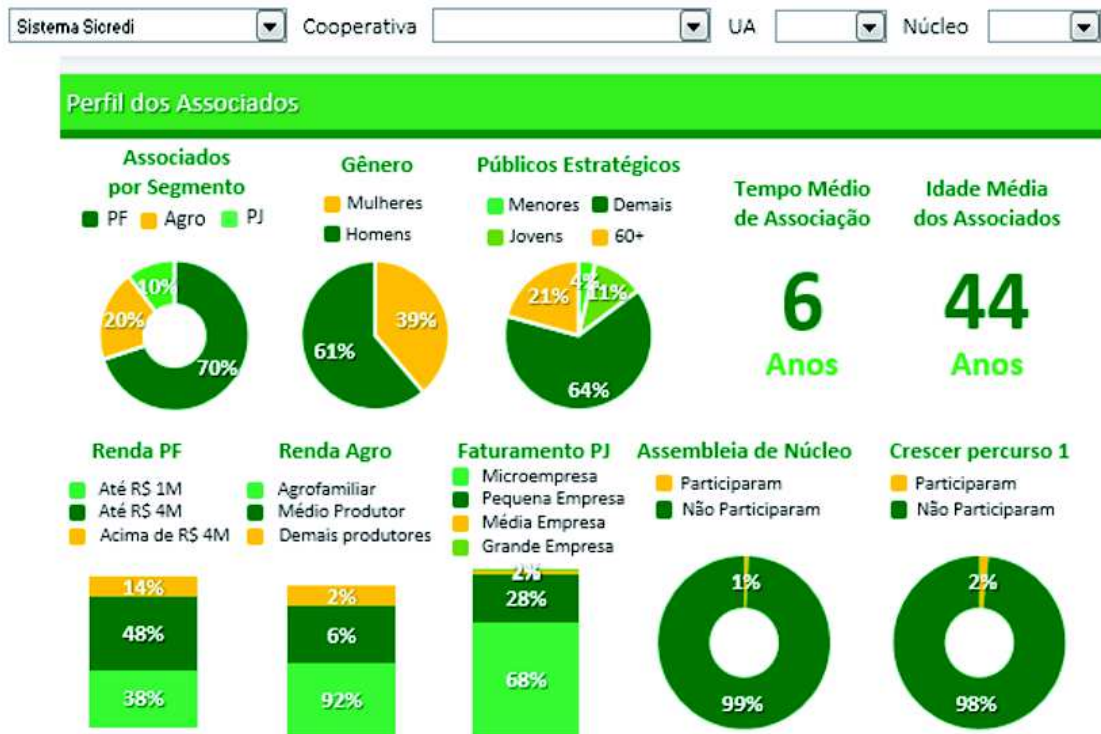 Sistema Sicredi Cooperativa UA Núcleo
Perfil dos Associados
Associados
por Segmento
PF Agro PJ
10%
20%
70%
Gênero
Mulheres
Homens
39%
61%
Públicos Estratégicos
Menores Demais
Jovens 60+
4%
11%
21%
64%
Tempo Médio
de Associação
6
Anos
Idade Média
dos Associados
44
Anos
Renda PF
Até R$ 1M
Até R$ 4M
Acima de R$ 4M
14%
48%
38%
Renda Agro
Agrofamiliar
Médio Produtor
Demais produtores
2%
6%
92%
Faturamento PJ
Microempresa
Pequena Empresa
Média Empresa
Grande Empresa
28%
68%
Assembleia de Núcleo
Participaram
Não Participaram
1%
99%
Crescer percurso 1
Participaram
Não Participaram
2%
98%